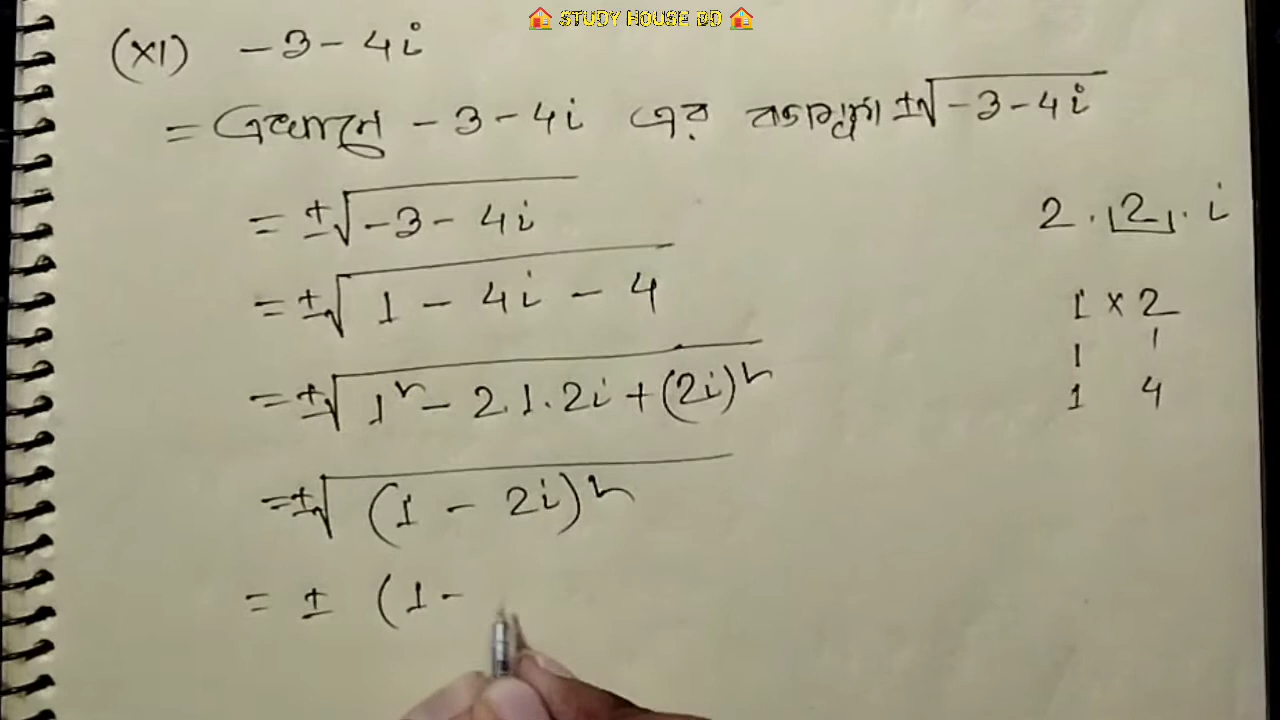 🏠 STUDY HOUSE BD 🏠
(XI) -3-4i
= এখানে -3-4i এর বর্গমূল ±√-3-4i
= ±√-3-4i
= ±√1-4i-4
= ±√1²-2.1.2i+(2i)²
= ±√(1-2i)²
= ± (1-
2.2.i
1×2
1 1
1 4